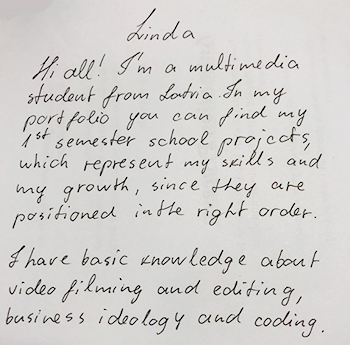 Linda
Hi all! I'm a multimedia
student from Latvia. In my
portfolio you can find my
1st semester school projects,
which represent my skills and
my growth, since they are
positioned in the right order.
I have basic knowledge about
video filming and editing,
business ideology and coding.